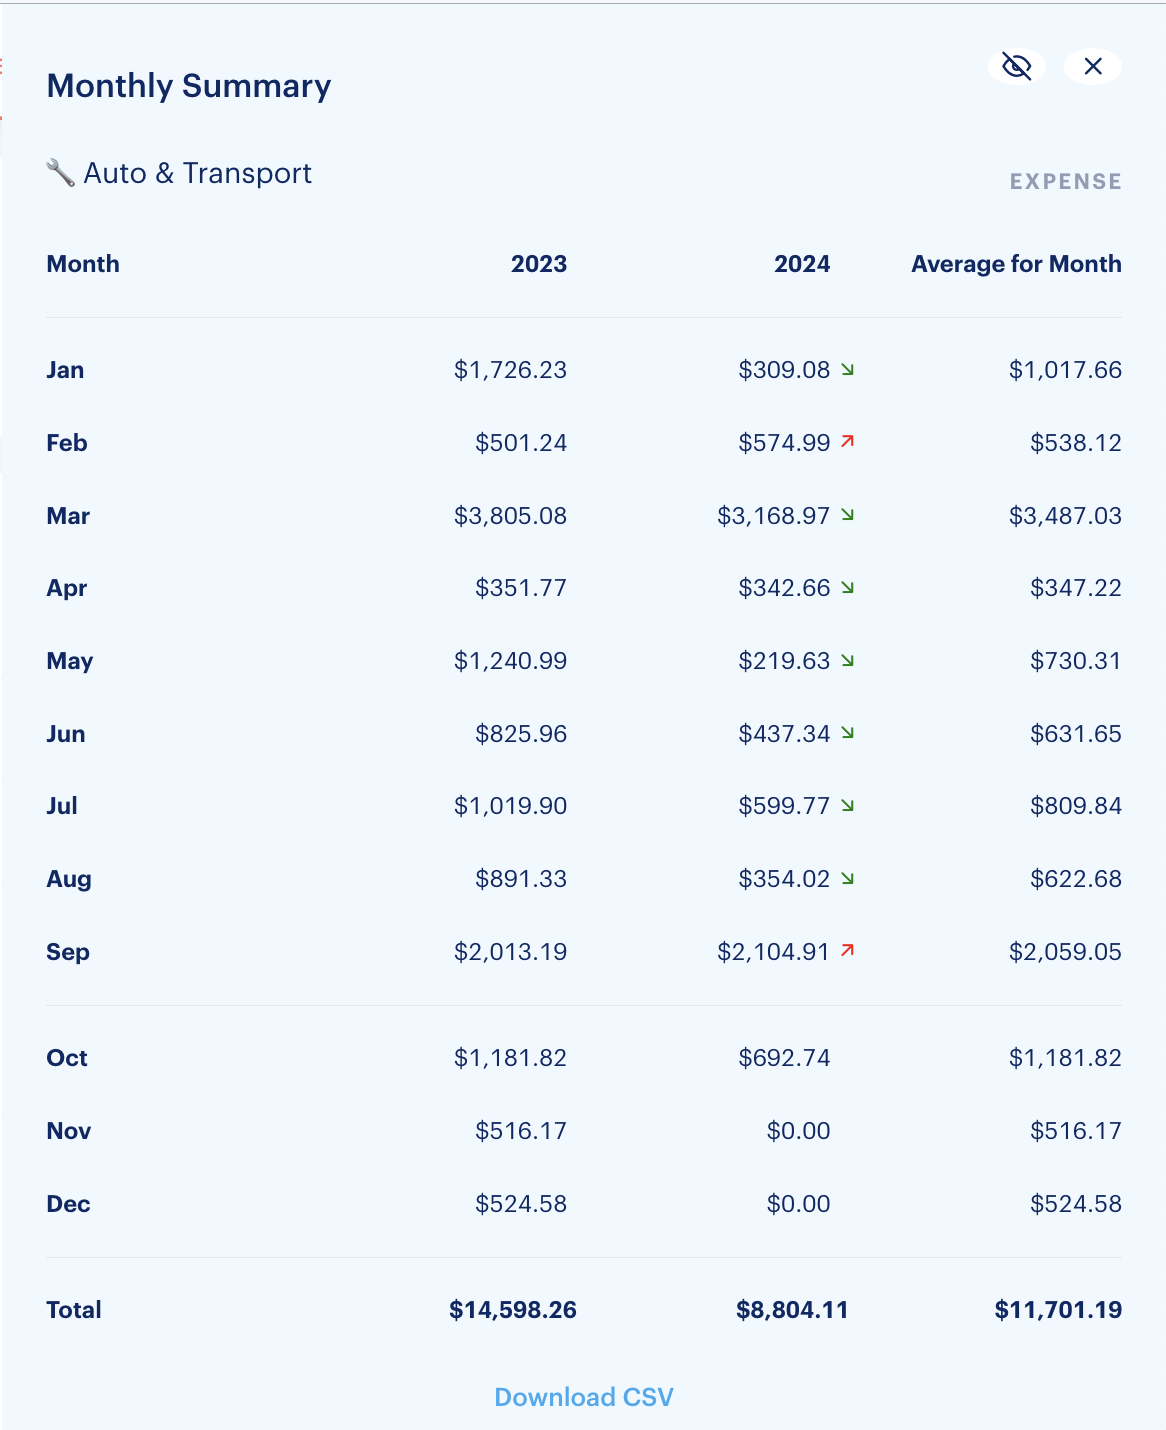 Monthly Summary
Auto & Transport
EXPENSE
Month 2023 2024 Average for Month
Jan $1,726.23 $309.08 $1,017.66
Feb $501.24 $574.99 $538.12
Mar $3,805.08 $3,168.97 $3,487.03
Apr $351.77 $342.66 $347.22
May $1,240.99 $219.63 $730.31
Jun $825.96 $437.34 $631.65
Jul $1,019.90 $599.77 $809.84
Aug $891.33 $354.02 $622.68
Sep $2,013.19 $2,104.91 $2,059.05
Oct $1,181.82 $692.74 $1,181.82
Nov $516.17 $0.00 $516.17
Dec $524.58 $0.00 $524.58
Total $14,598.26 $8,804.11 $11,701.19
Download CSV